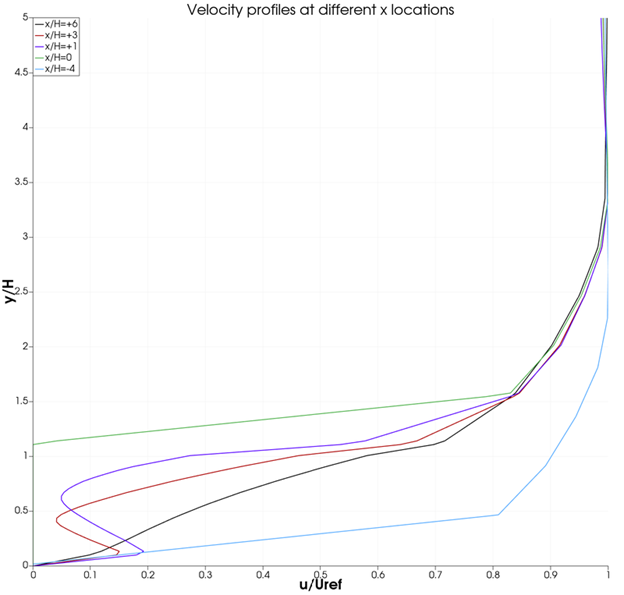 Velocity profiles at different x locations
5
x/H=+6
x/H=+3
x/H=+1
x/H=0
x/H=-4
4.5
4
3.5
3
2.5
y/H
2
1.5
1
0.5
0
0 0.1 0.2 0.3 0.4 0.5 0.6 0.7 0.8 0.9 1
u/Uref